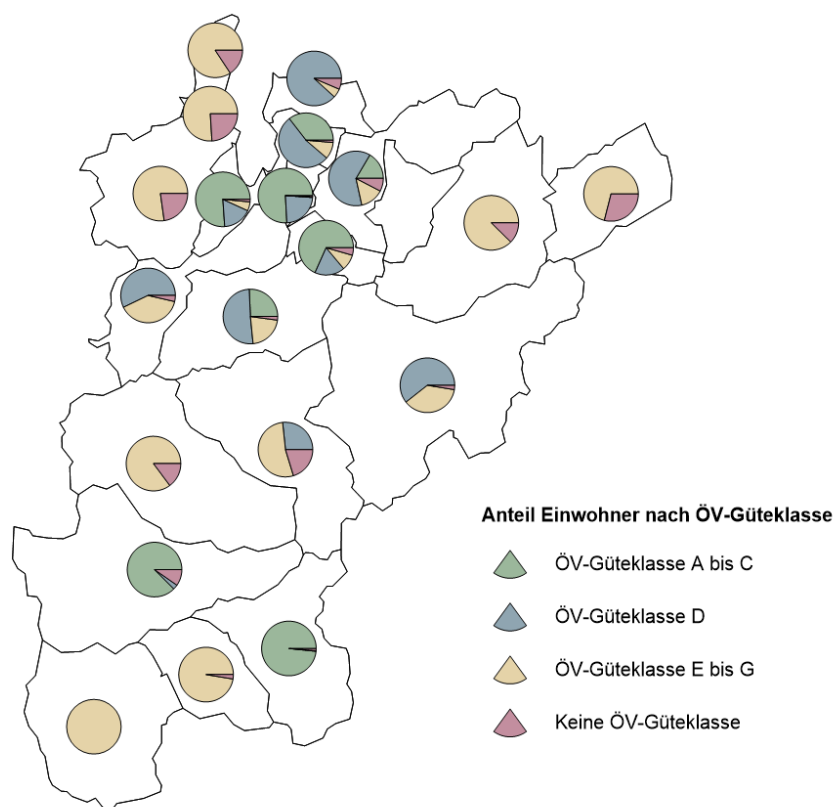 Anteil Einwohner nach ÖV-Güteklasse
ÖV-Güteklasse A bis C
ÖV-Güteklasse D
ÖV-Güteklasse E bis G
Keine ÖV-Güteklasse